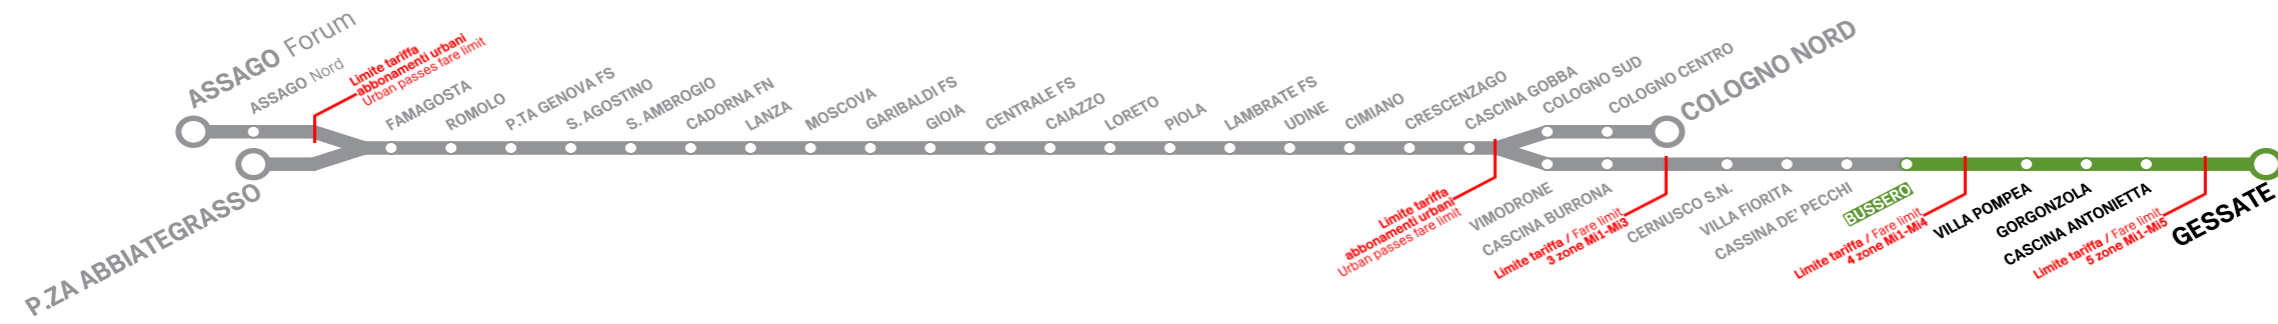 ASSAGO Forum
ASSAGO Nord
Limite tariffa
abbonamenti urbani
Urban passes fare limit
P.ZA ABBIATEGRASSO
FAMAGOSTA
ROMOLO
P.TA GENOVA FS
S. AGOSTINO
S. AMBROGIO
CADORNA FN
LANZA
MOSCOVA
GARIBALDI FS
GIOIA
CENTRALE FS
CAIAZZO
LORETO
PIOLA
LAMBRATE FS
UDINE
CIMIANO
CRESCENZAGO
CASCINA GOBBA
COLOGNO SUD
COLOGNO CENTRO
COLOGNO NORD
Limite tariffa
abbonamenti urbani
Urban passes fare limit
VIMODRONE
CASCINA BURRONA
Limite tariffa / Fare limit
3 zone Mi1-Mi3
CERNUSCO S.N.
VILLA FIORITA
CASSINA DE' PECCHI
BUSSERO
Limite tariffa / Fare limit
4 zone Mi1-Mi4
VILLA POMPEA
GORGONZOLA
CASCINA ANTONIETTA
Limite tariffa / Fare limit
5 zone Mi1-Mi5
GESSATE